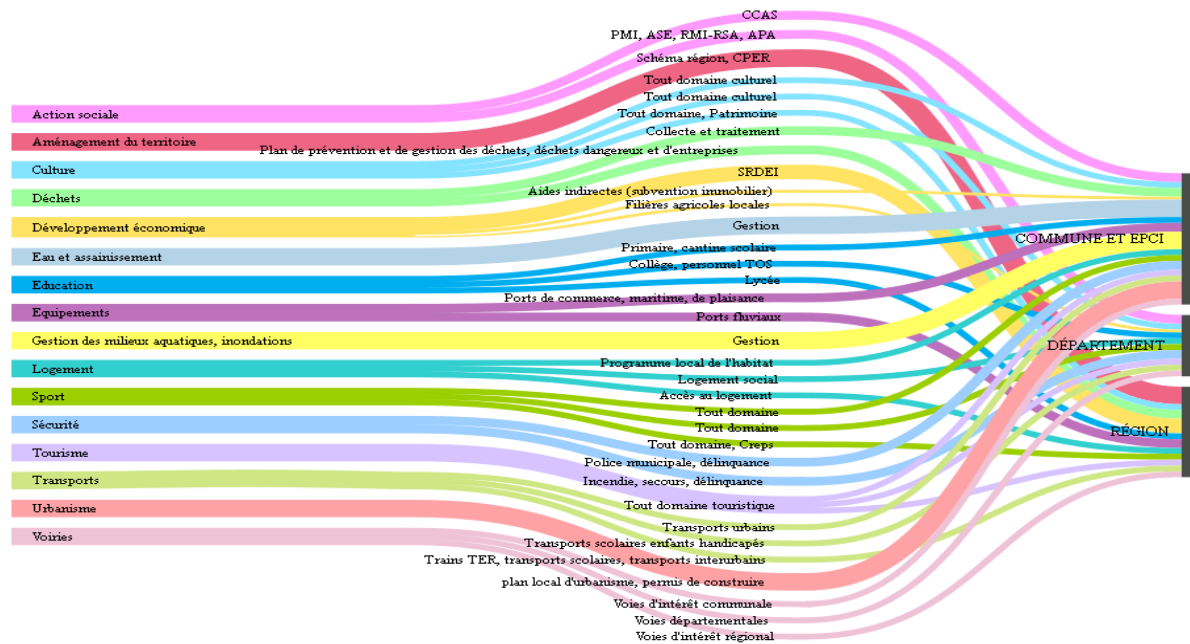 Action sociale
Aménagement du territoire
Culture
Déchets
Développement économique
Eau et assainissement
Education
Equipements
Gestion des milieux aquatiques, inondations
Logement
Sport
Sécurité
Tourisme
Transports
Urbanisme
Voiries
CCAS
PMI, ASE, RMI-RSA, APA
Schéma région, CPER
Tout domaine culturel
Tout domaine culturel
Tout domaine, Patrimoine
Collecte et traitement
Plan de prévention et de gestion des déchets, déchets dangereux et d'entreprises
SRDEI
Aides indirectes (subvention immobilier)
Filières agricoles locales
Gestion
Primaire, cantine scolaire
Collège, personnel TOS
Lycée
Ports de commerce, maritime, de plaisance
Ports fluviaux
Gestion
Programme local de l'habitat
Logement social
Accès au logement
Tout domaine
Tout domaine
Tout domaine, Creps
Police municipale, délinquance
Incendie, secours, délinquance
Tout domaine touristique
Transports urbains
Transports scolaires enfants handicapés
Trains TER, transports scolaires, transports interurbains
plan local d'urbanisme, permis de construire
Voies d'intérêt communale
Voies départementales
Voies d'intérêt régional
COMMUNE ET EPCI
DÉPARTEMENT
RÉGION